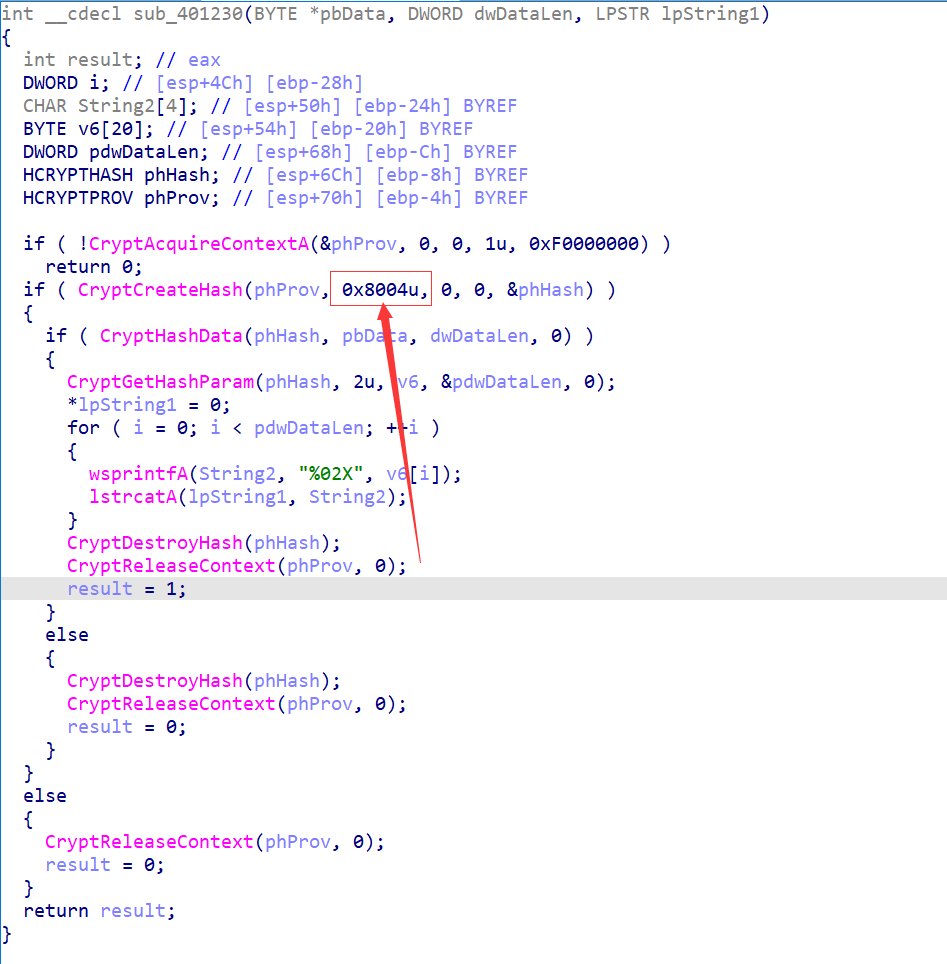 int __cdecl sub_401230(BYTE *pbData, DWORD dwDataLen, LPSTR lpString1)
{
  int result; // eax
  DWORD i; // [esp+4Ch] [ebp-28h]
  CHAR String2[4]; // [esp+50h] [ebp-24h] BYREF
  BYTE v6[20]; // [esp+54h] [ebp-20h] BYREF
  DWORD pdwDataLen; // [esp+68h] [ebp-Ch] BYREF
  HCRYPTHASH phHash; // [esp+6Ch] [ebp-8h] BYREF
  HCRYPTPROV phProv; // [esp+70h] [ebp-4h] BYREF

  if ( !CryptAcquireContextA(&phProv, 0, 0, 1u, 0xF0000000) )
    return 0;
  if ( CryptCreateHash(phProv, 0x8004u, 0, 0, &phHash) )
  {
    if ( CryptHashData(phHash, pbData, dwDataLen, 0) )
    {
      CryptGetHashParam(phHash, 2u, v6, &pdwDataLen, 0);
      *lpString1 = 0;
      for ( i = 0; i < pdwDataLen; ++i )
      {
        wsprintfA(String2, "%02X", v6[i]);
        lstrcatA(lpString1, String2);
      }
      CryptDestroyHash(phHash);
      CryptReleaseContext(phProv, 0);
      result = 1;
    }
    else
    {
      CryptDestroyHash(phHash);
      CryptReleaseContext(phProv, 0);
      result = 0;
    }
  }
  else
  {
    CryptReleaseContext(phProv, 0);
    result = 0;
  }
  return result;
}